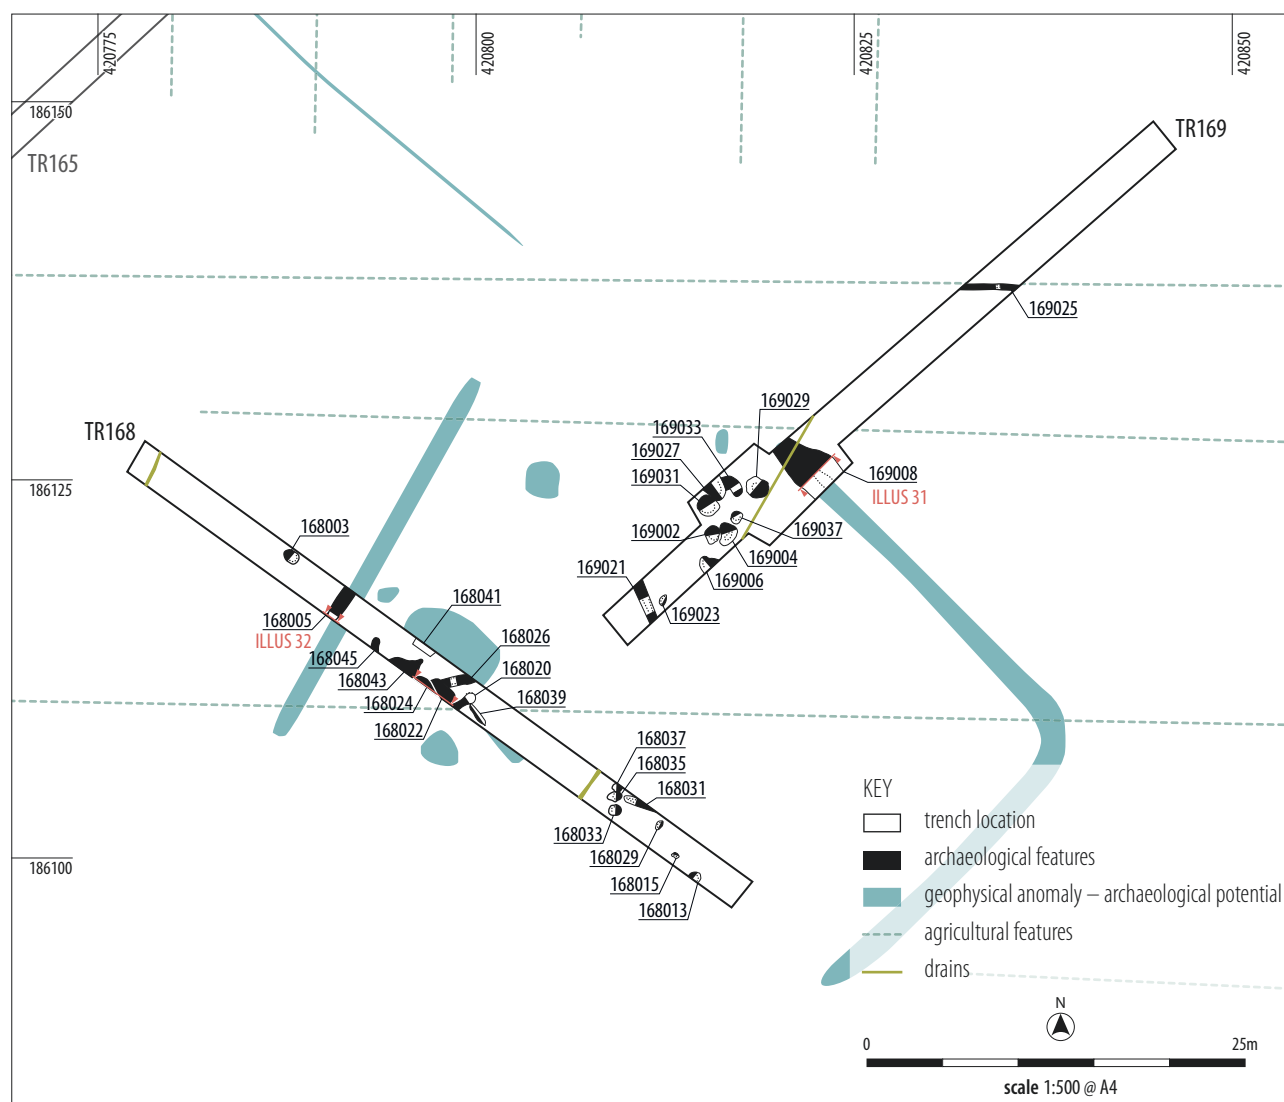 420775
420800
420825
420850
186150
TR165
TR169
169025
169029
169033
169027
169031
TR168
169008
ILLUS 31
186125
168003
169002
169037
169004
169021
169006
168041
169023
168005
ILLUS 32
168026
168045
168020
168043
168039
168024
168022
168037
168035
168031
168033
168029
168015
168013
186100
KEY
trench location
archaeological features
geophysical anomaly – archaeological potential
agricultural features
drains
N
0
25m
scale 1:500 @ A4